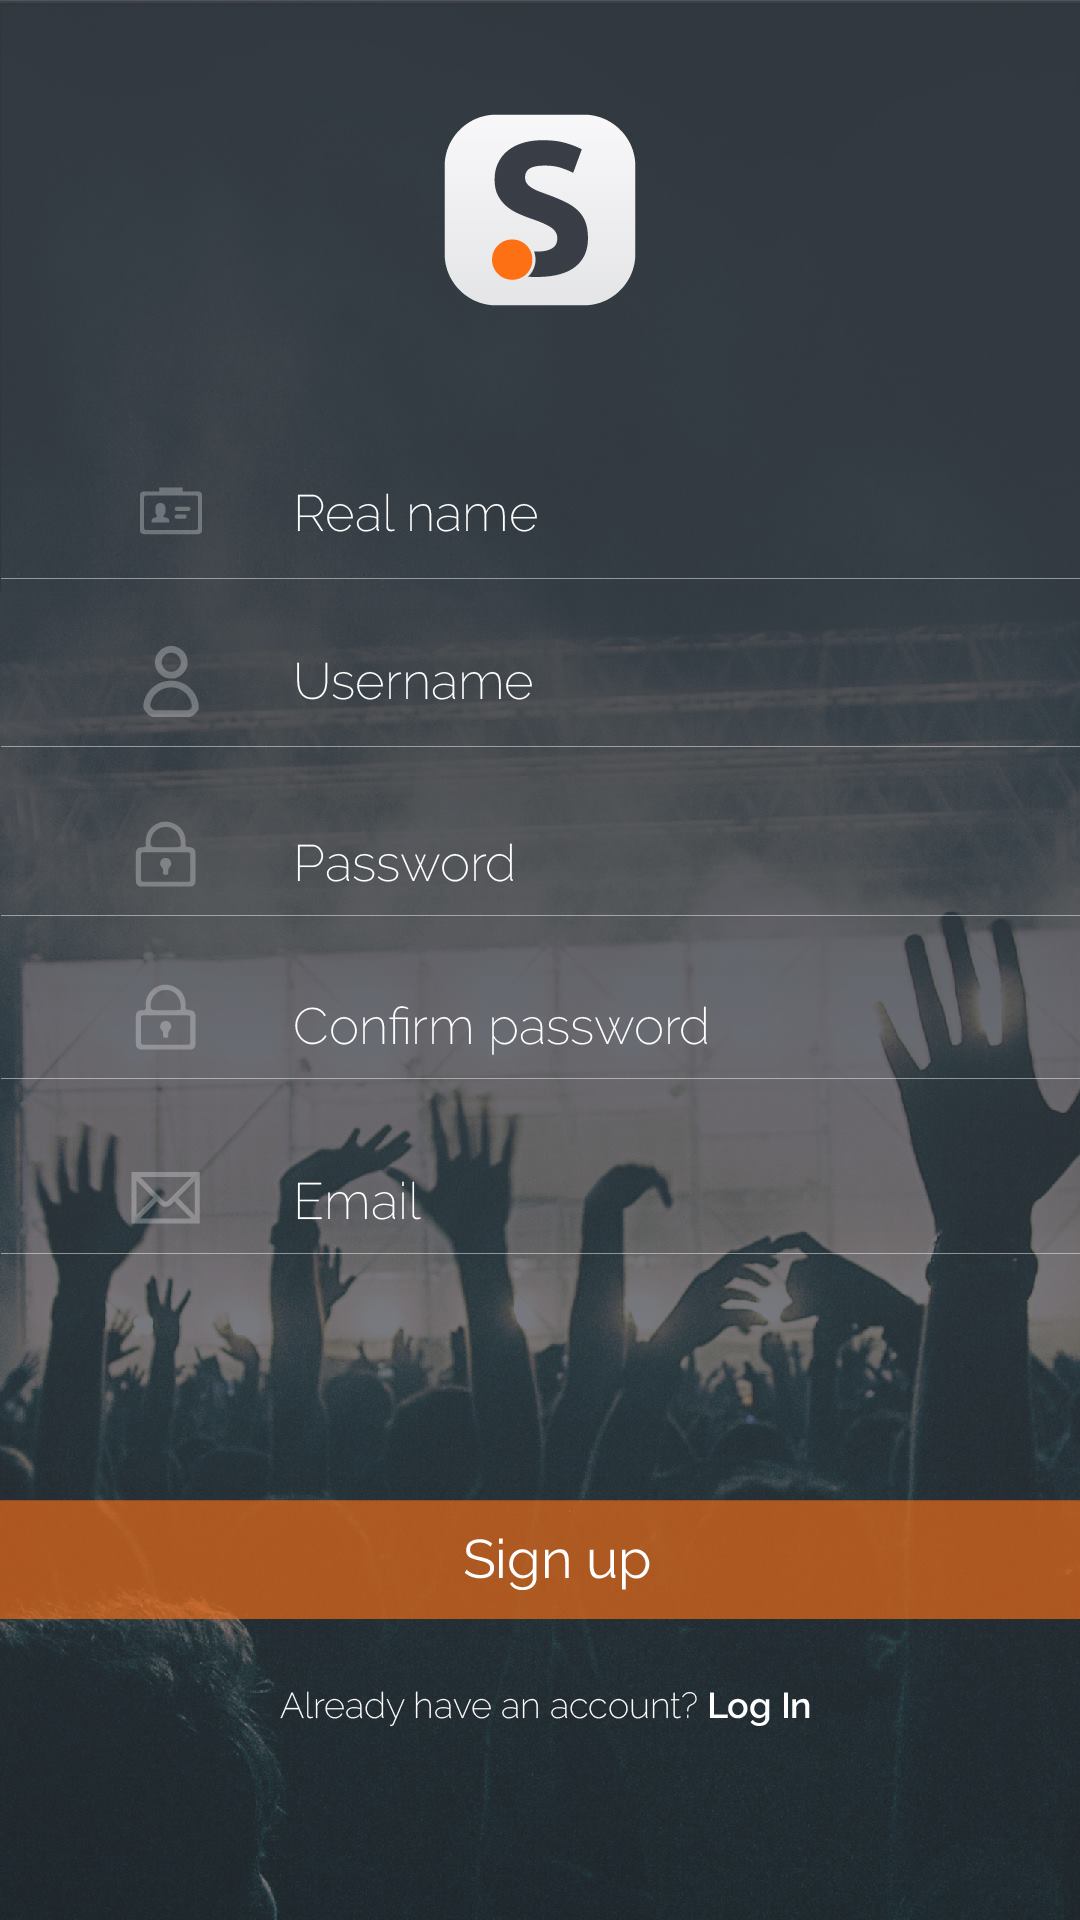 S
Real name
Username
Password
Confirm password
Email
Sign up
Already have an account? Log In